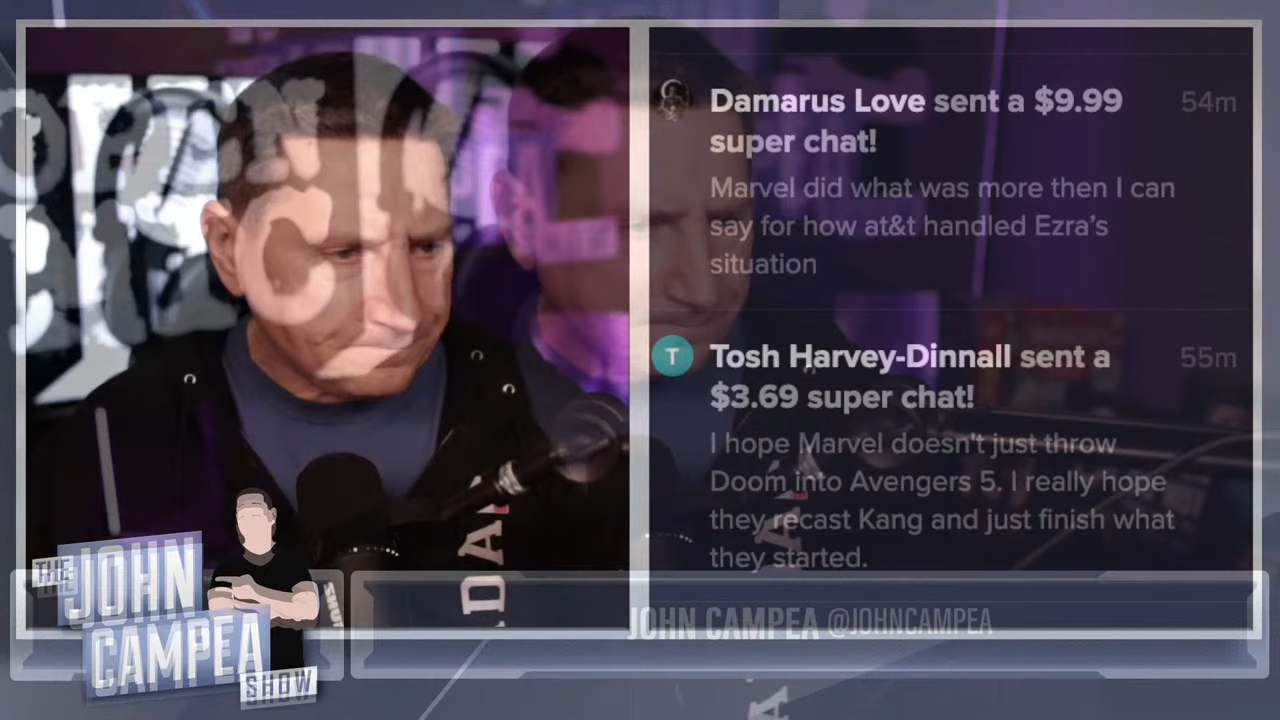 Damarus Love sent a $9.99
54m
super chat!
Marvel did what was more then I can
say for how at&t handled Ezra’s
situation
T
Tosh Harvey-Dinnall sent a
55m
$3.69 super chat!
I hope Marvel doesn't just throw
Doom into Avengers 5. I really hope
they recast Kang and just finish what
they started.
JOHN CAMPEA @JOHNCAMPEA
THE
JOHN
CAMPEA
SHOW